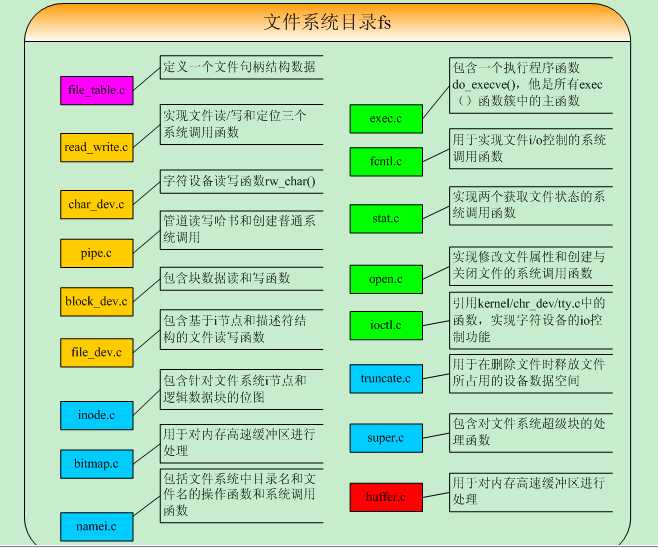 文件系统目录fs
file_table.c
定义一个文件句柄结构数据
read_write.c
实现文件读/写和定位三个
系统调用函数
char_dev.c
字符设备读写函数rw_char()
pipe.c
管道读写哈书和创建普通系
统调用
block_dev.c
包含块数据读和写函数
file_dev.c
包含基于i节点和描述符结
构的文件读写函数
inode.c
包含针对文件系统i节点和
逻辑数据块的位图
bitmap.c
用于对内存高速缓冲区进行
处理
namei.c
包括文件系统中目录名和文
件名的操作函数和系统调用
函数
exec.c
包含一个执行程序函数
do_execve(), 他是所有exec
（）函数簇中的主函数
fcntl.c
用于实现文件i/o控制的系统
调用函数
stat.c
实现两个获取文件状态的系
统调用函数
open.c
实现修改文件属性和创建与
关闭文件的系统调用函数
ioctl.c
引用kernel/chr_dev/tty.c中的
函数，实现字符设备的io控
制功能
truncate.c
用于在删除文件时释放文件
所占用的设备数据空间
super.c
包含对文件系统超级块的处
理函数
buffer.c
用于对内存高速缓冲区进行
处理